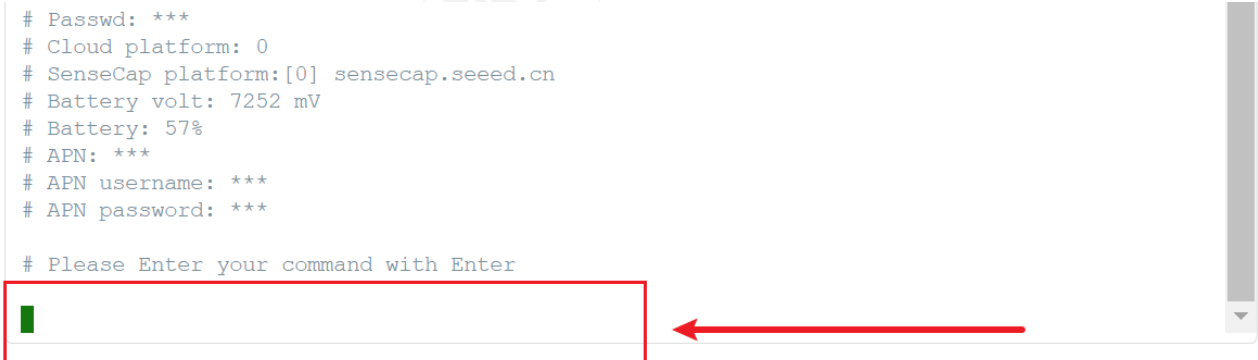 # Passwd: ***
# Cloud platform: 0
# SenseCap platform:[0] sensecap.seeed.cn
# Battery volt: 7252 mV
# Battery: 57%
# APN: ***
# APN username: ***
# APN password: ***
# Please Enter your command with Enter